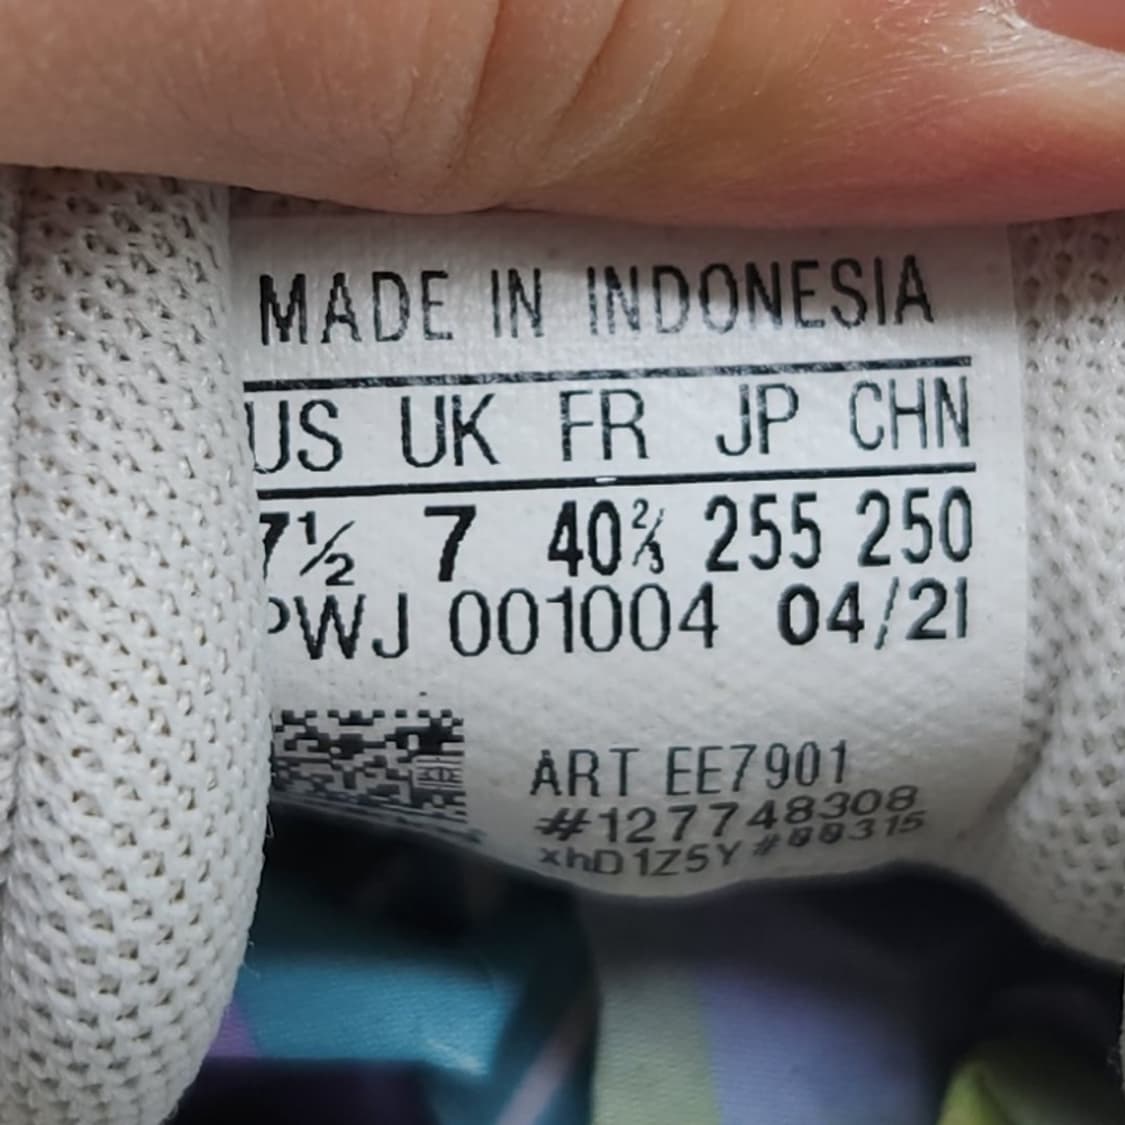 MADE IN INDONESIA
US UK FR JP CHN
7½ 7 40⅔ 255 250
PWJ 001004 04/21
ART EE7901
#127748308
xhD1Z5Y #00315